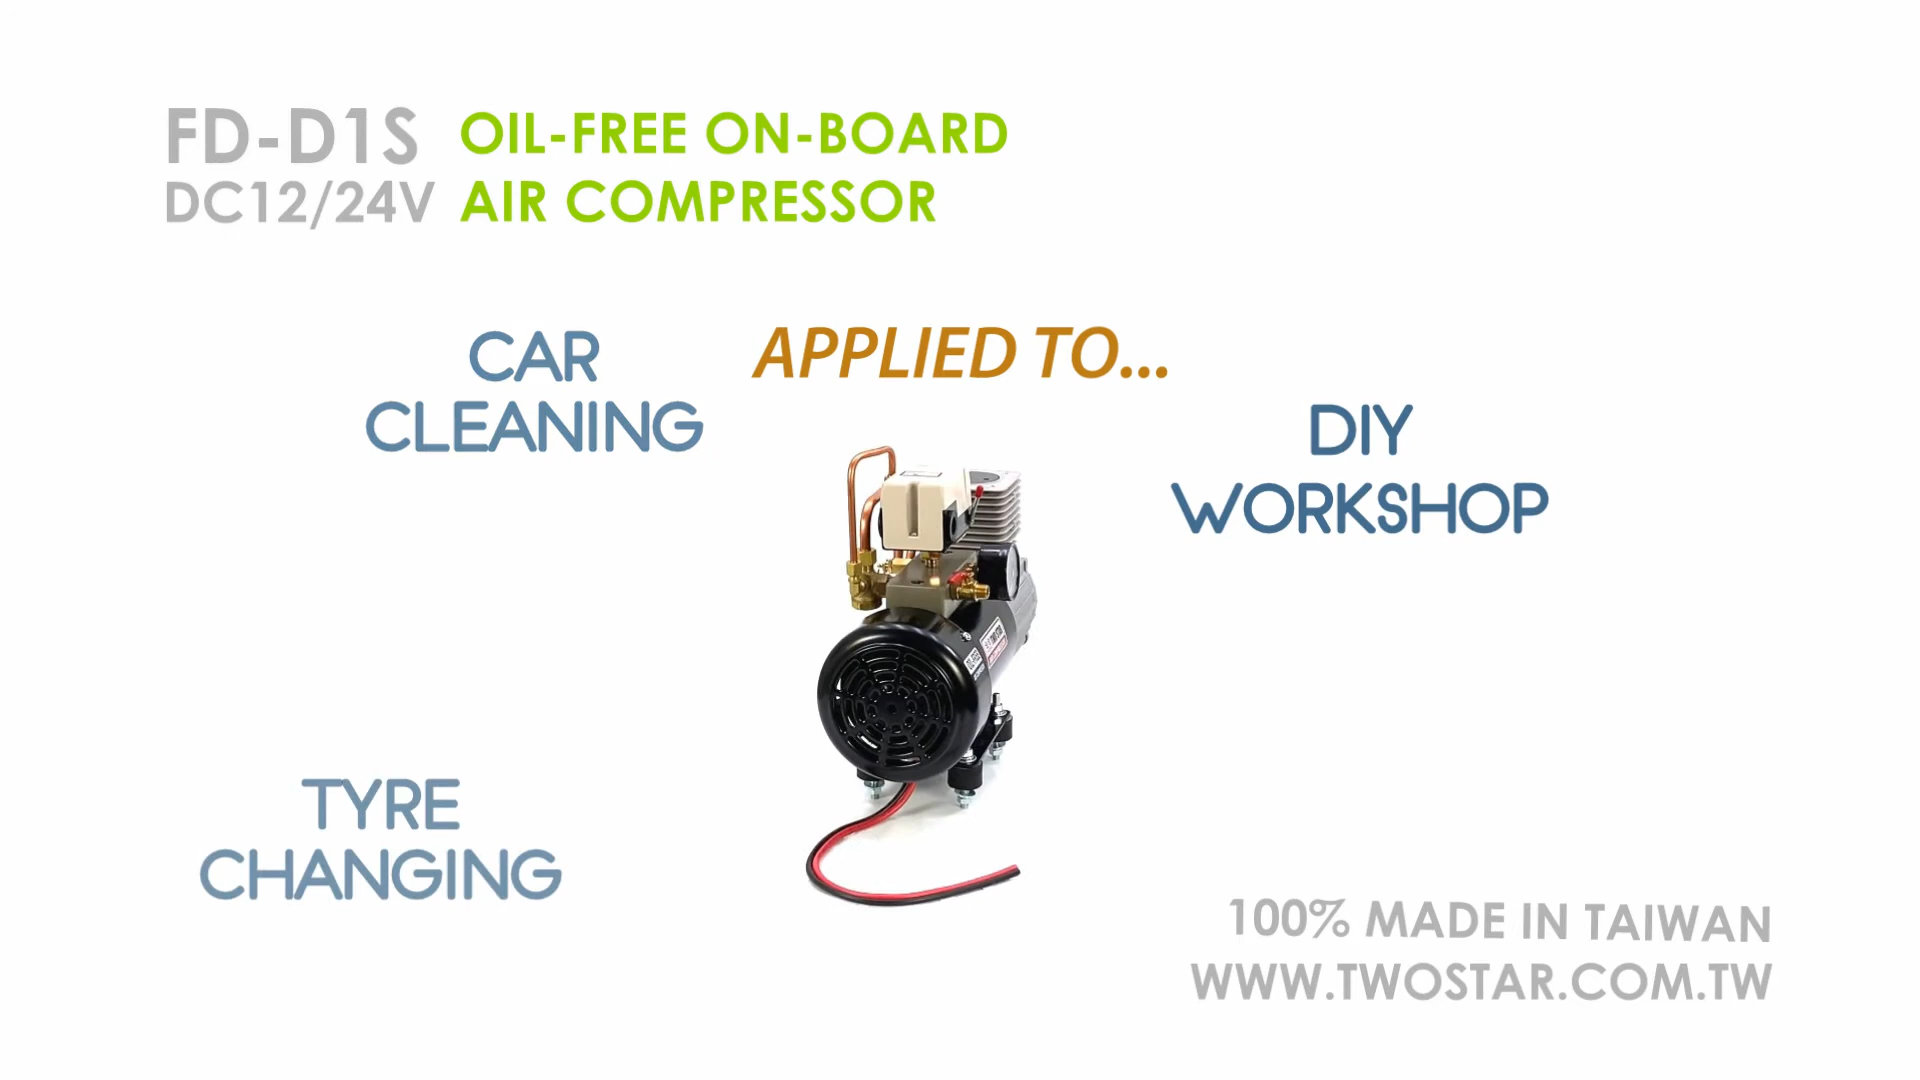 FD-D1S OIL-FREE ON-BOARD
DC12/24V AIR COMPRESSOR
APPLIED TO...
CAR
CLEANING
DIY
WORKSHOP
TYRE
CHANGING
100% MADE IN TAIWAN
WWW.TWOSTAR.COM.TW